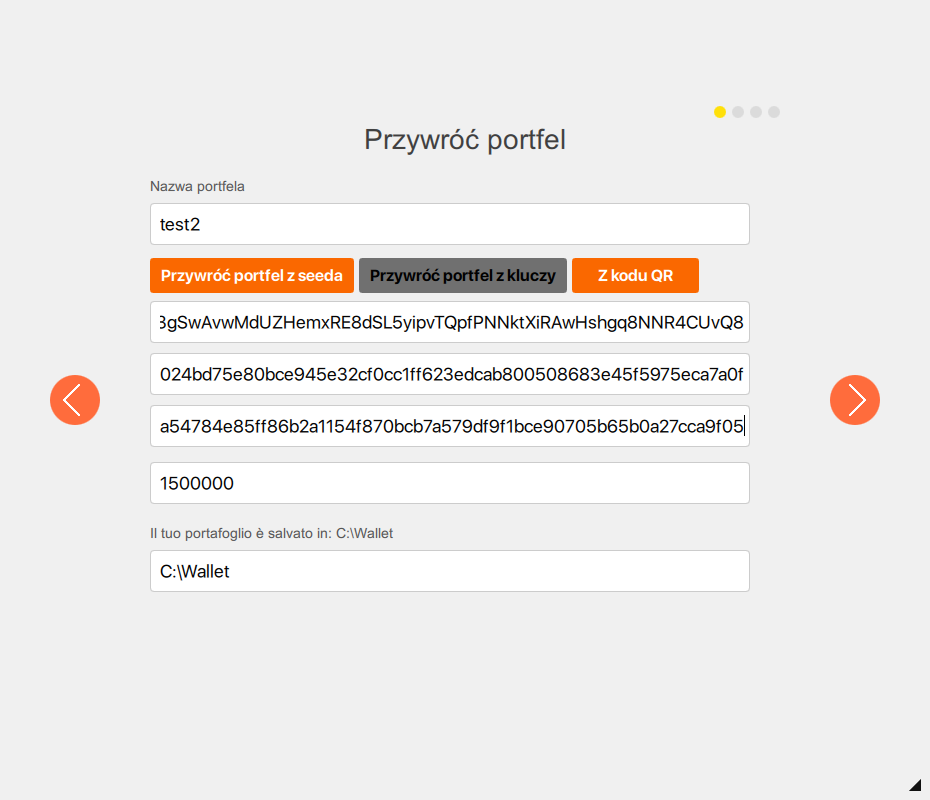 Przywróć portfel
Nazwa portfela
test2
Przywróć portfel z seeda Przywróć portfel z kluczy Z kodu QR
3gSwAvwMdUZHemxRE8dSL5yipvTQpfPNNktXiRAwHshgq8NNR4CUvQ8
024bd75e80bce945e32cf0cc1ff623edcab800508683e45f5975eca7a0f
a54784e85ff86b2a1154f870bcb7a579df9f1bce90705b65b0a27cca9f05
1500000
Il tuo portafoglio è salvato in: C:\Wallet
C:\Wallet